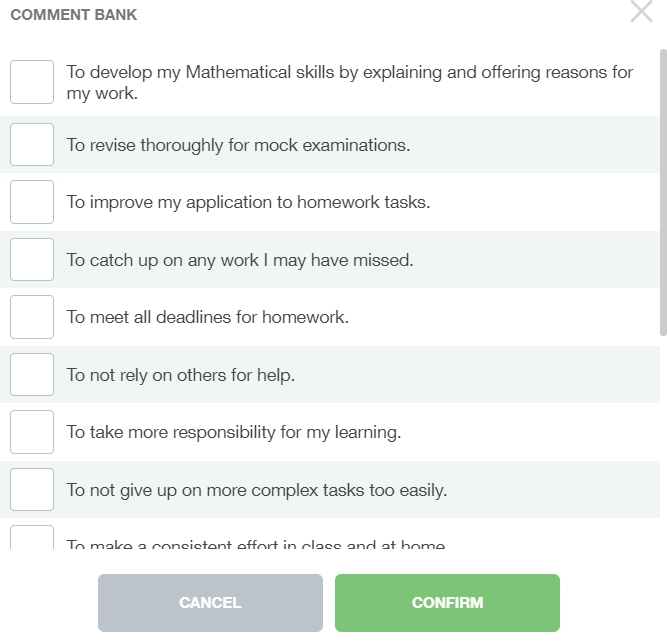 COMMENT BANK
To develop my Mathematical skills by explaining and offering reasons for
my work.
To revise thoroughly for mock examinations.
To improve my application to homework tasks.
To catch up on any work I may have missed.
To meet all deadlines for homework.
To not rely on others for help.
To take more responsibility for my learning.
To not give up on more complex tasks too easily.
To make a consistent effort in class and at home
CANCEL
CONFIRM